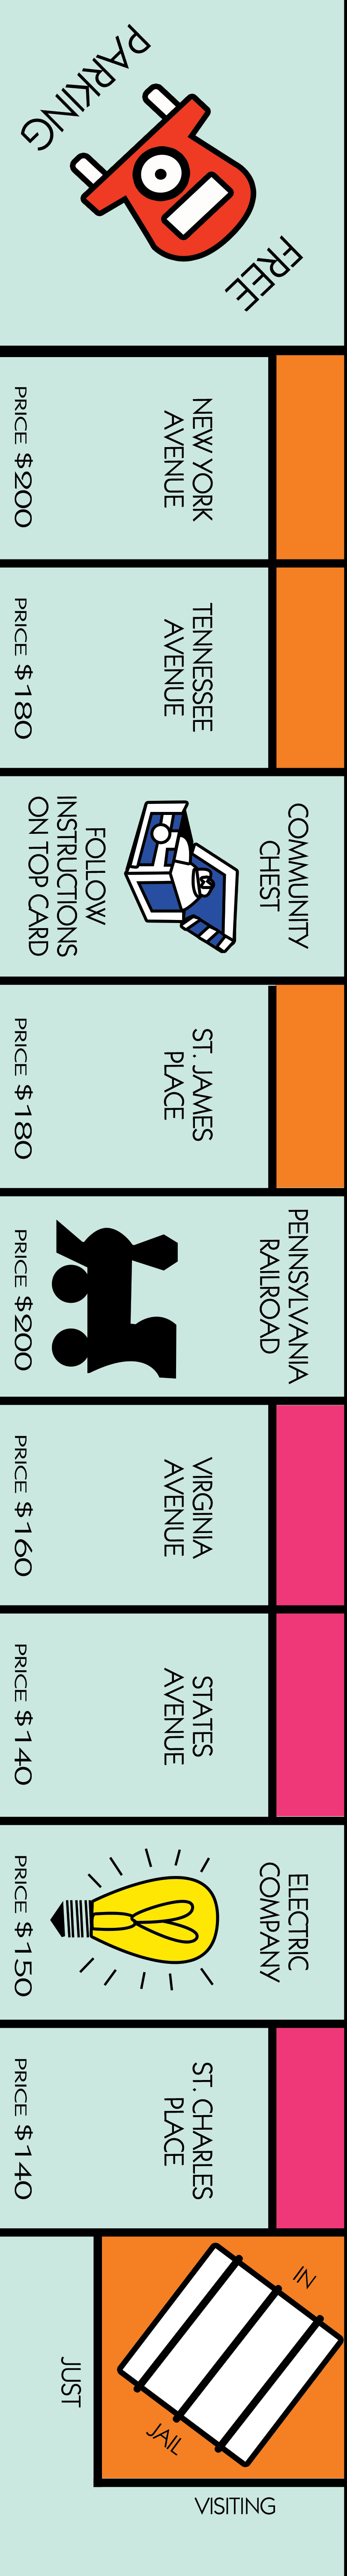 FREE
PARKING
NEW YORK
AVENUE
PRICE $200
TENNESSEE
AVENUE
PRICE $180
COMMUNITY
CHEST
FOLLOW
INSTRUCTIONS
ON TOP CARD
ST. JAMES
PLACE
PRICE $180
PENNSYLVANIA
RAILROAD
PRICE $200
VIRGINIA
AVENUE
PRICE $160
STATES
AVENUE
PRICE $140
ELECTRIC
COMPANY
PRICE $150
ST. CHARLES
PLACE
PRICE $140
IN
JAIL
JUST
VISITING